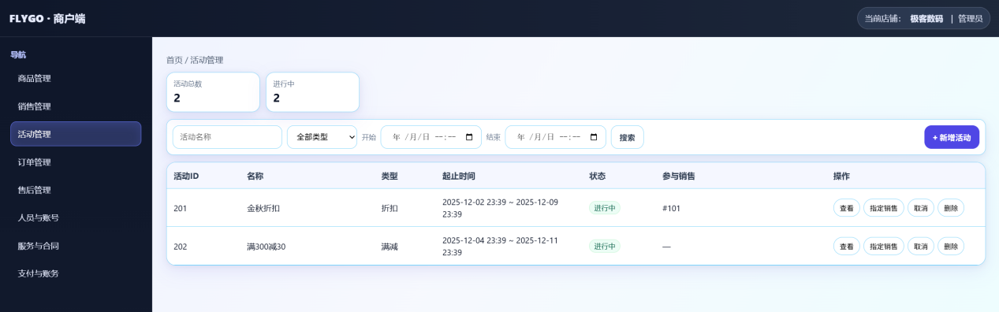 FLYGO · 商户端
当前店铺： 极客数码 | 管理员
导航
商品管理
销售管理
活动管理
订单管理
售后管理
人员与账号
服务与合同
支付与账务
首页 / 活动管理
活动总数
2
进行中
2
活动名称 全部类型 开始 年 /月/日 --:-- 结束 年 /月/日 --:-- 搜索 + 新增活动
活动ID 名称 类型 起止时间 状态 参与销售 操作
201 金秋折扣 折扣 2025-12-02 23:39 ~ 2025-12-09
23:39 进行中 #101 查看 指定销售 取消 删除
202 满300减30 满减 2025-12-04 23:39 ~ 2025-12-11
23:39 进行中 — 查看 指定销售 取消 删除